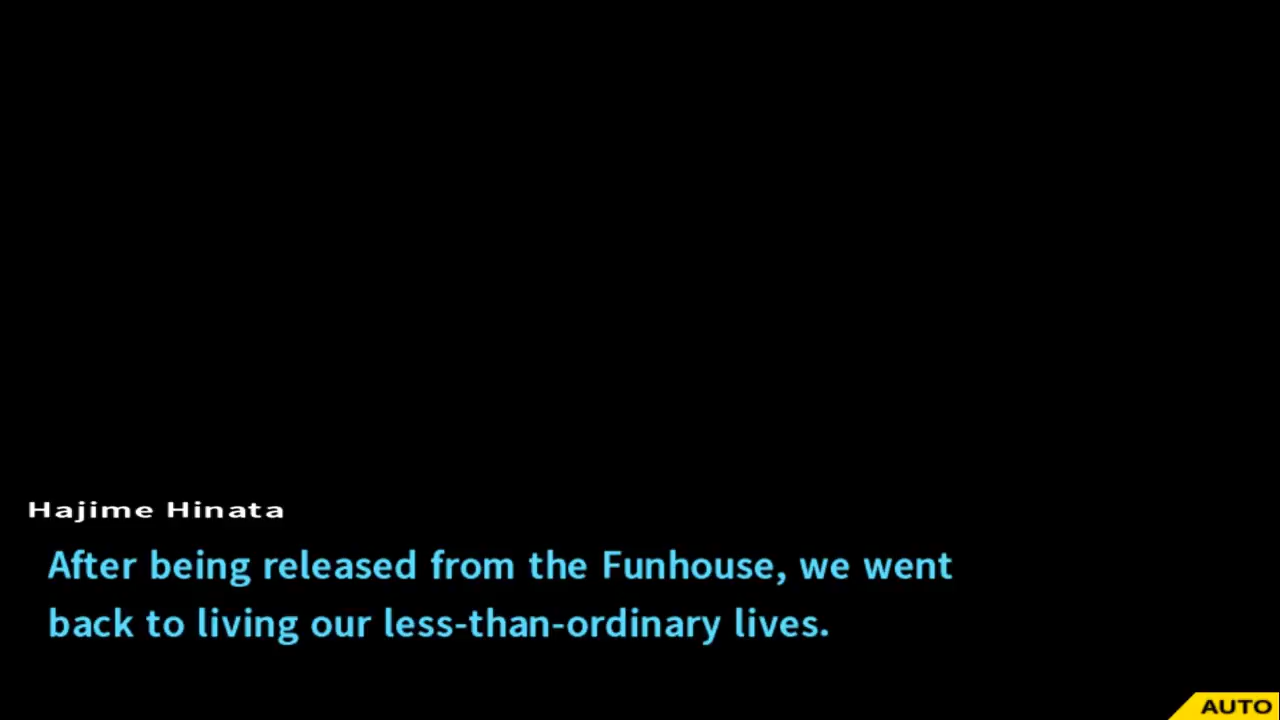 Hajime Hinata
After being released from the Funhouse, we went
back to living our less-than-ordinary lives.
AUTO